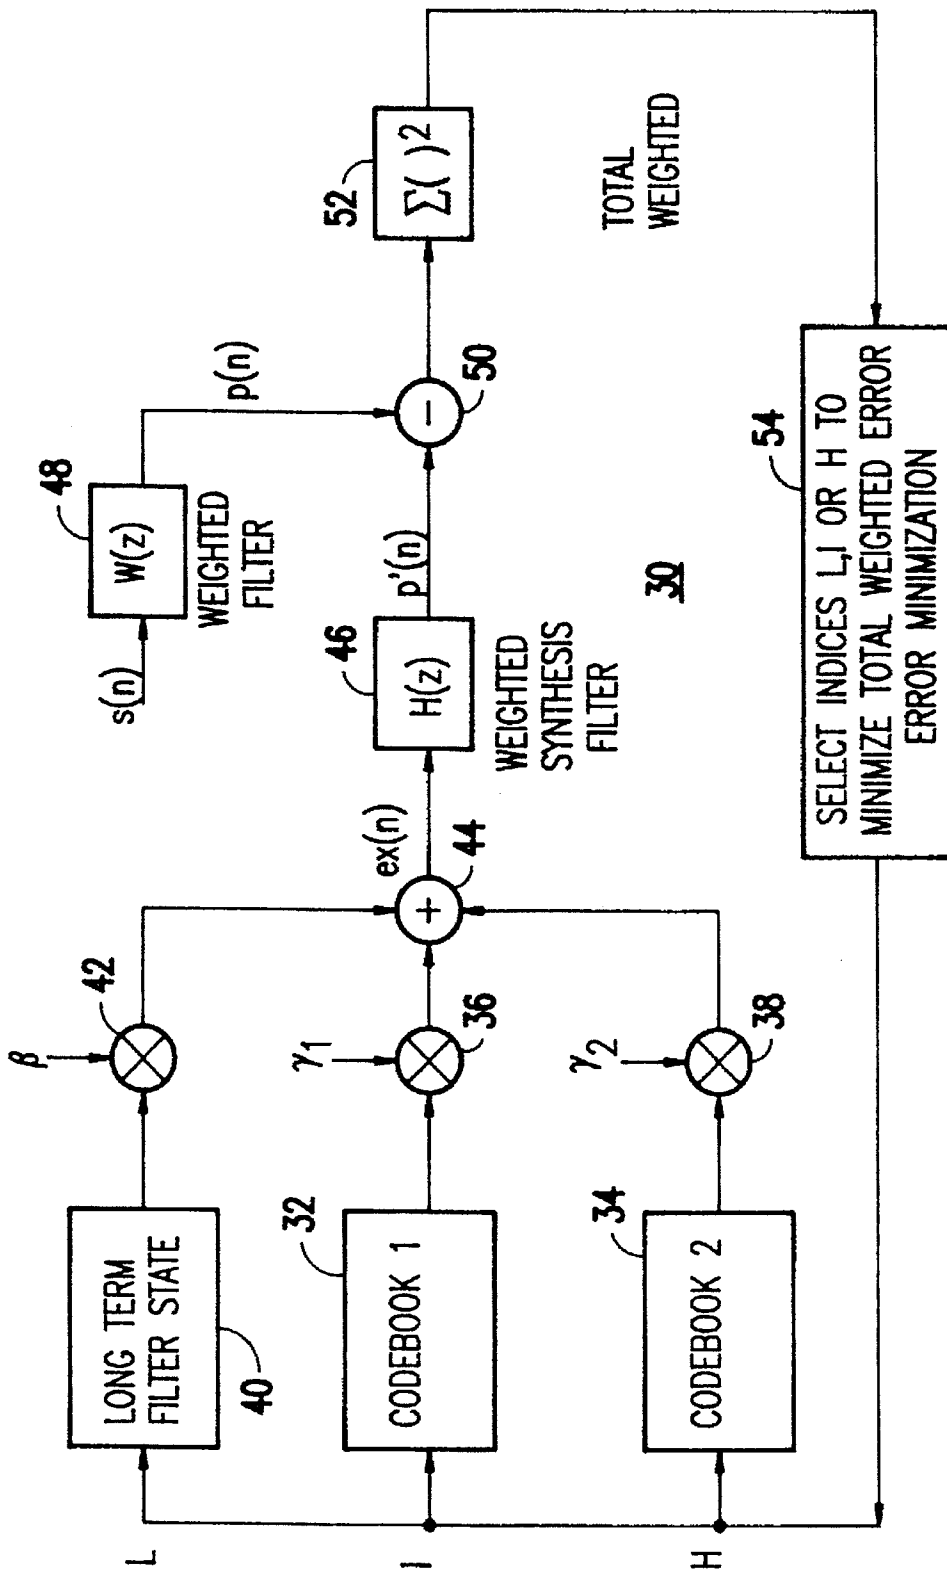 L
LONG TERM
FILTER STATE
40
β
42
I
32
CODEBOOK 1
γ1
36
H
34
CODEBOOK 2
γ2
38
44
ex(n)
46
H(z)
WEIGHTED
SYNTHESIS
FILTER
p'(n)
s(n)
48
W(z)
WEIGHTED
FILTER
p(n)
50
52
Σ( )2
TOTAL
WEIGHTED
30
54
SELECT INDICES L,I OR H TO
MINIMIZE TOTAL WEIGHTED ERROR
ERROR MINIMIZATION